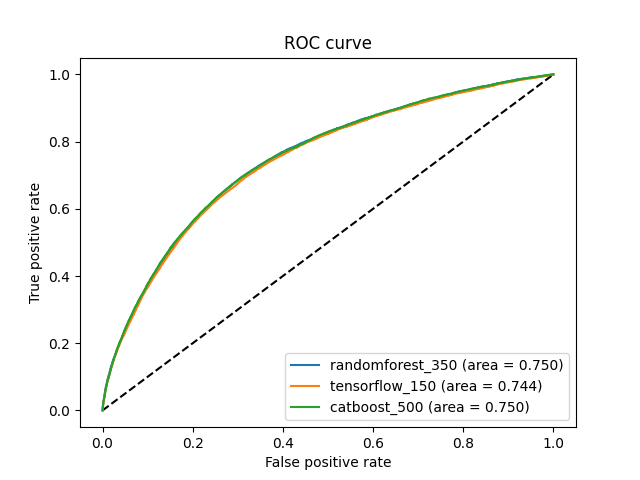 ROC curve
1.0
0.8
0.6
0.4
0.2
0.0
True positive rate
randomforest_350 (area = 0.750)
tensorflow_150 (area = 0.744)
catboost_500 (area = 0.750)
0.0 0.2 0.4 0.6 0.8 1.0
False positive rate